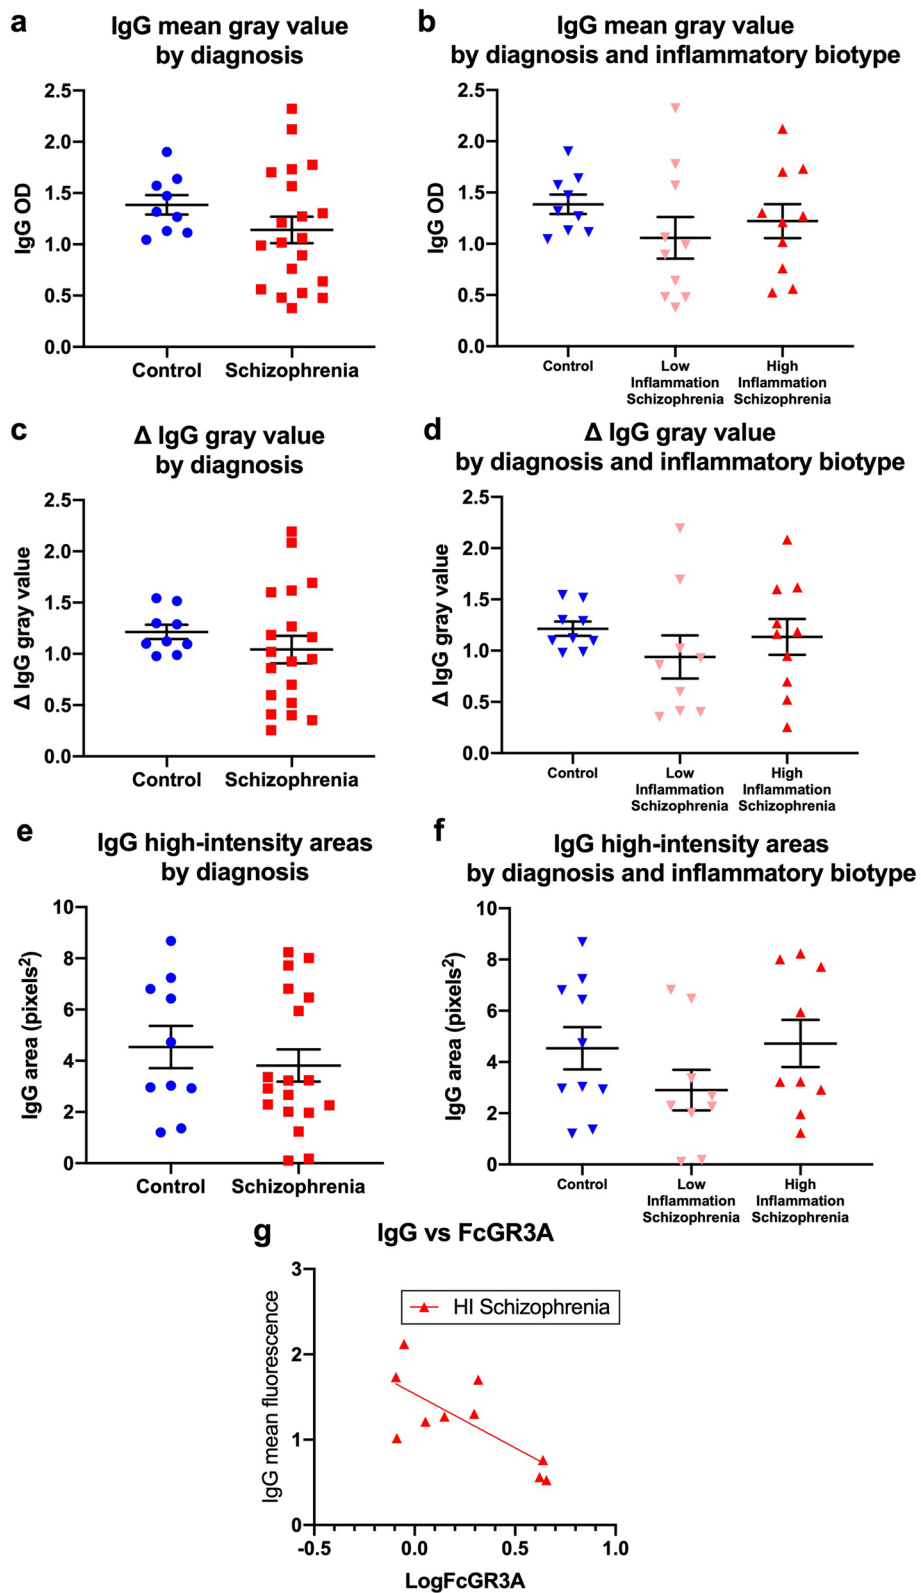 a
IgG mean gray value
by diagnosis
IgG OD
2.5
2.0
1.5
1.0
0.5
0.0
Control
Schizophrenia
b
IgG mean gray value
by diagnosis and inflammatory biotype
IgG OD
2.5
2.0
1.5
1.0
0.5
0.0
Control
Low
Inflammation
Schizophrenia
High
Inflammation
Schizophrenia
c
Δ IgG gray value
by diagnosis
Δ IgG gray value
2.5
2.0
1.5
1.0
0.5
0.0
Control
Schizophrenia
d
Δ IgG gray value
by diagnosis and inflammatory biotype
Δ IgG gray value
2.5
2.0
1.5
1.0
0.5
0.0
Control
Low
Inflammation
Schizophrenia
High
Inflammation
Schizophrenia
e
IgG high-intensity areas
by diagnosis
IgG area (pixels²)
10
8
6
4
2
0
Control
Schizophrenia
f
IgG high-intensity areas
by diagnosis and inflammatory biotype
IgG area (pixels²)
10
8
6
4
2
0
Control
Low
Inflammation
Schizophrenia
High
Inflammation
Schizophrenia
g
IgG vs FcGR3A
IgG mean fluorescence
3
2
1
0
HI Schizophrenia
-0.5
0.0
0.5
1.0
LogFcGR3A